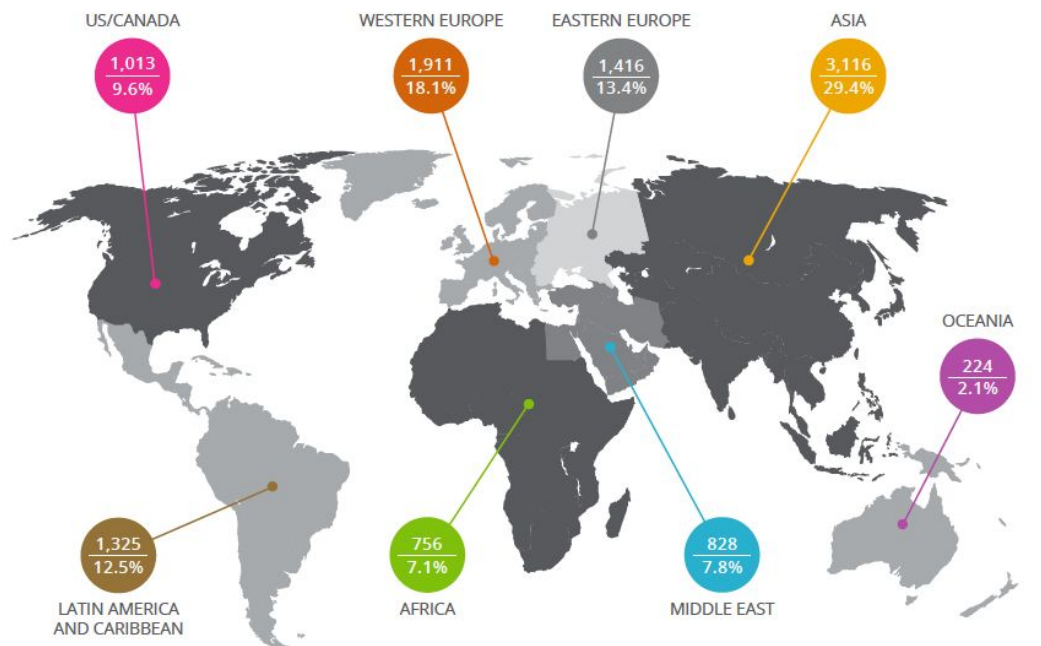 US/CANADA
1,013
9.6%
WESTERN EUROPE
1,911
18.1%
EASTERN EUROPE
1,416
13.4%
ASIA
3,116
29.4%
OCEANIA
224
2.1%
1,325
12.5%
LATIN AMERICA
AND CARIBBEAN
756
7.1%
AFRICA
828
7.8%
MIDDLE EAST